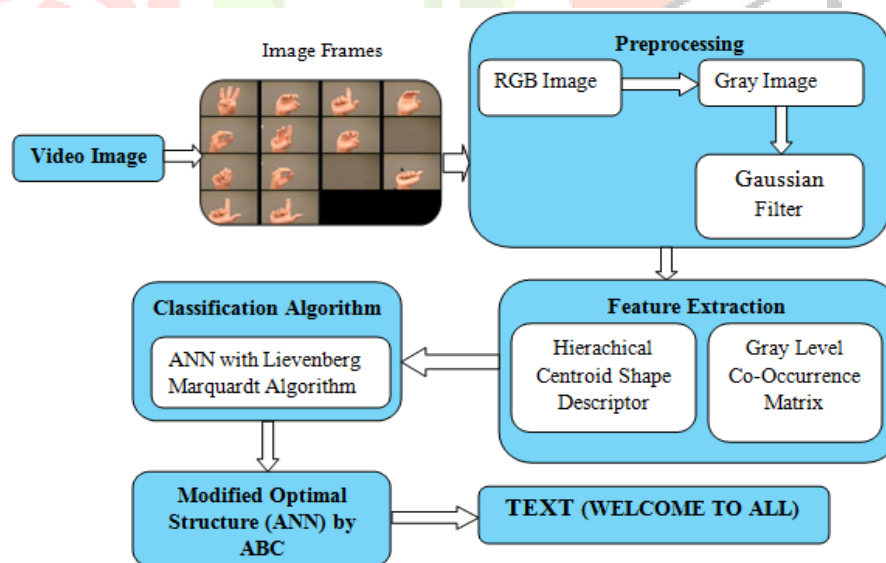 Image Frames
Preprocessing
RGB Image
Gray Image
Video Image
Gaussian
Filter
Classification Algorithm
ANN with Lievenberg
Marquardt Algorithm
Feature Extraction
Hierachical
Centroid Shape
Descriptor
Gray Level
Co-Occurrence
Matrix
Modified Optimal
Structure (ANN) by
ABC
TEXT (WELCOME TO ALL)